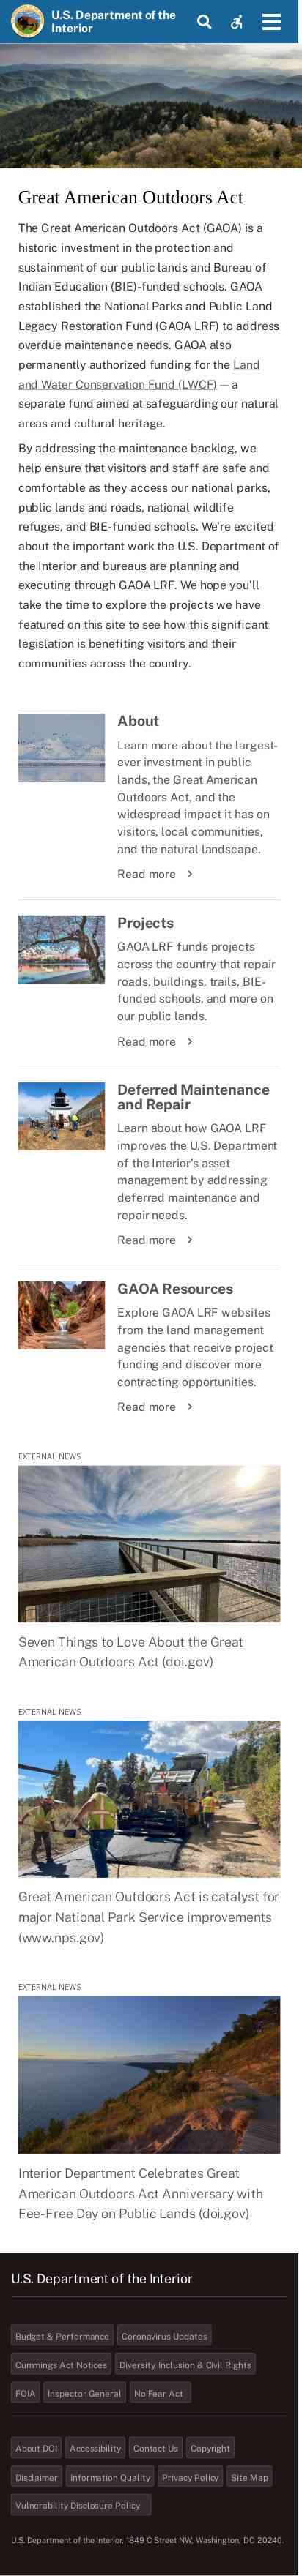 U.S. Department of the
Interior
Great American Outdoors Act
The Great American Outdoors Act (GAOA) is a
historic investment in the protection and
sustainment of our public lands and Bureau of
Indian Education (BIE)-funded schools. GAOA
established the National Parks and Public Land
Legacy Restoration Fund (GAOA LRF) to address
overdue maintenance needs. GAOA also
permanently authorized funding for the Land
and Water Conservation Fund (LWCF) — a
separate fund aimed at safeguarding our natural
areas and cultural heritage.
By addressing the maintenance backlog, we
help ensure that visitors and staff are safe and
comfortable as they access our national parks,
public lands and roads, national wildlife
refuges, and BIE-funded schools. We're excited
about the important work the U.S. Department of
the Interior and bureaus are planning and
executing through GAOA LRF. We hope you'll
take the time to explore the projects we have
featured on this site to see how this significant
legislation is benefiting visitors and their
communities across the country.
About
Learn more about the largest-
ever investment in public
lands, the Great American
Outdoors Act, and the
widespread impact it has on
visitors, local communities,
and the natural landscape.
Read more
Projects
GAOA LRF funds projects
across the country that repair
roads, buildings, trails, BIE-
funded schools, and more on
our public lands.
Read more
Deferred Maintenance
and Repair
Learn about how GAOA LRF
improves the U.S. Department
of the Interior's asset
management by addressing
deferred maintenance and
repair needs.
Read more
GAOA Resources
Explore GAOA LRF websites
from the land management
agencies that receive project
funding and discover more
contracting opportunities.
Read more
EXTERNAL NEWS
Seven Things to Love About the Great
American Outdoors Act (doi.gov)
EXTERNAL NEWS
Great American Outdoors Act is catalyst for
major National Park Service improvements
(www.nps.gov)
EXTERNAL NEWS
Interior Department Celebrates Great
American Outdoors Act Anniversary with
Fee-Free Day on Public Lands (doi.gov)
U.S. Department of the Interior
Budget & Performance Coronavirus Updates
Cummings Act Notices Diversity, Inclusion & Civil Rights
FOIA Inspector General No Fear Act
About DOI Accessibility Contact Us Copyright
Disclaimer Information Quality Privacy Policy Site Map
Vulnerability Disclosure Policy
U.S. Department of the Interior, 1849 C Street NW, Washington, DC 20240.